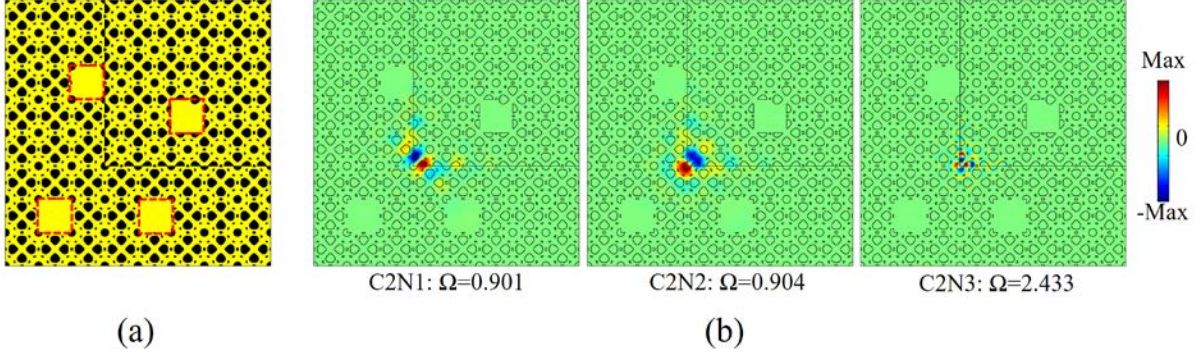 Max
0
-Max
C2N1: Ω=0.901
C2N2: Ω=0.904
C2N3: Ω=2.433
(a)
(b)